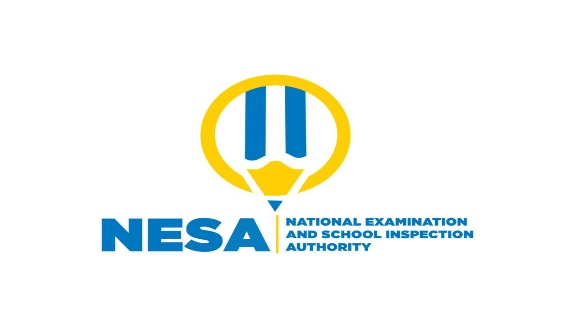 NESA
NATIONAL EXAMINATION
AND SCHOOL INSPECTION
AUTHORITY